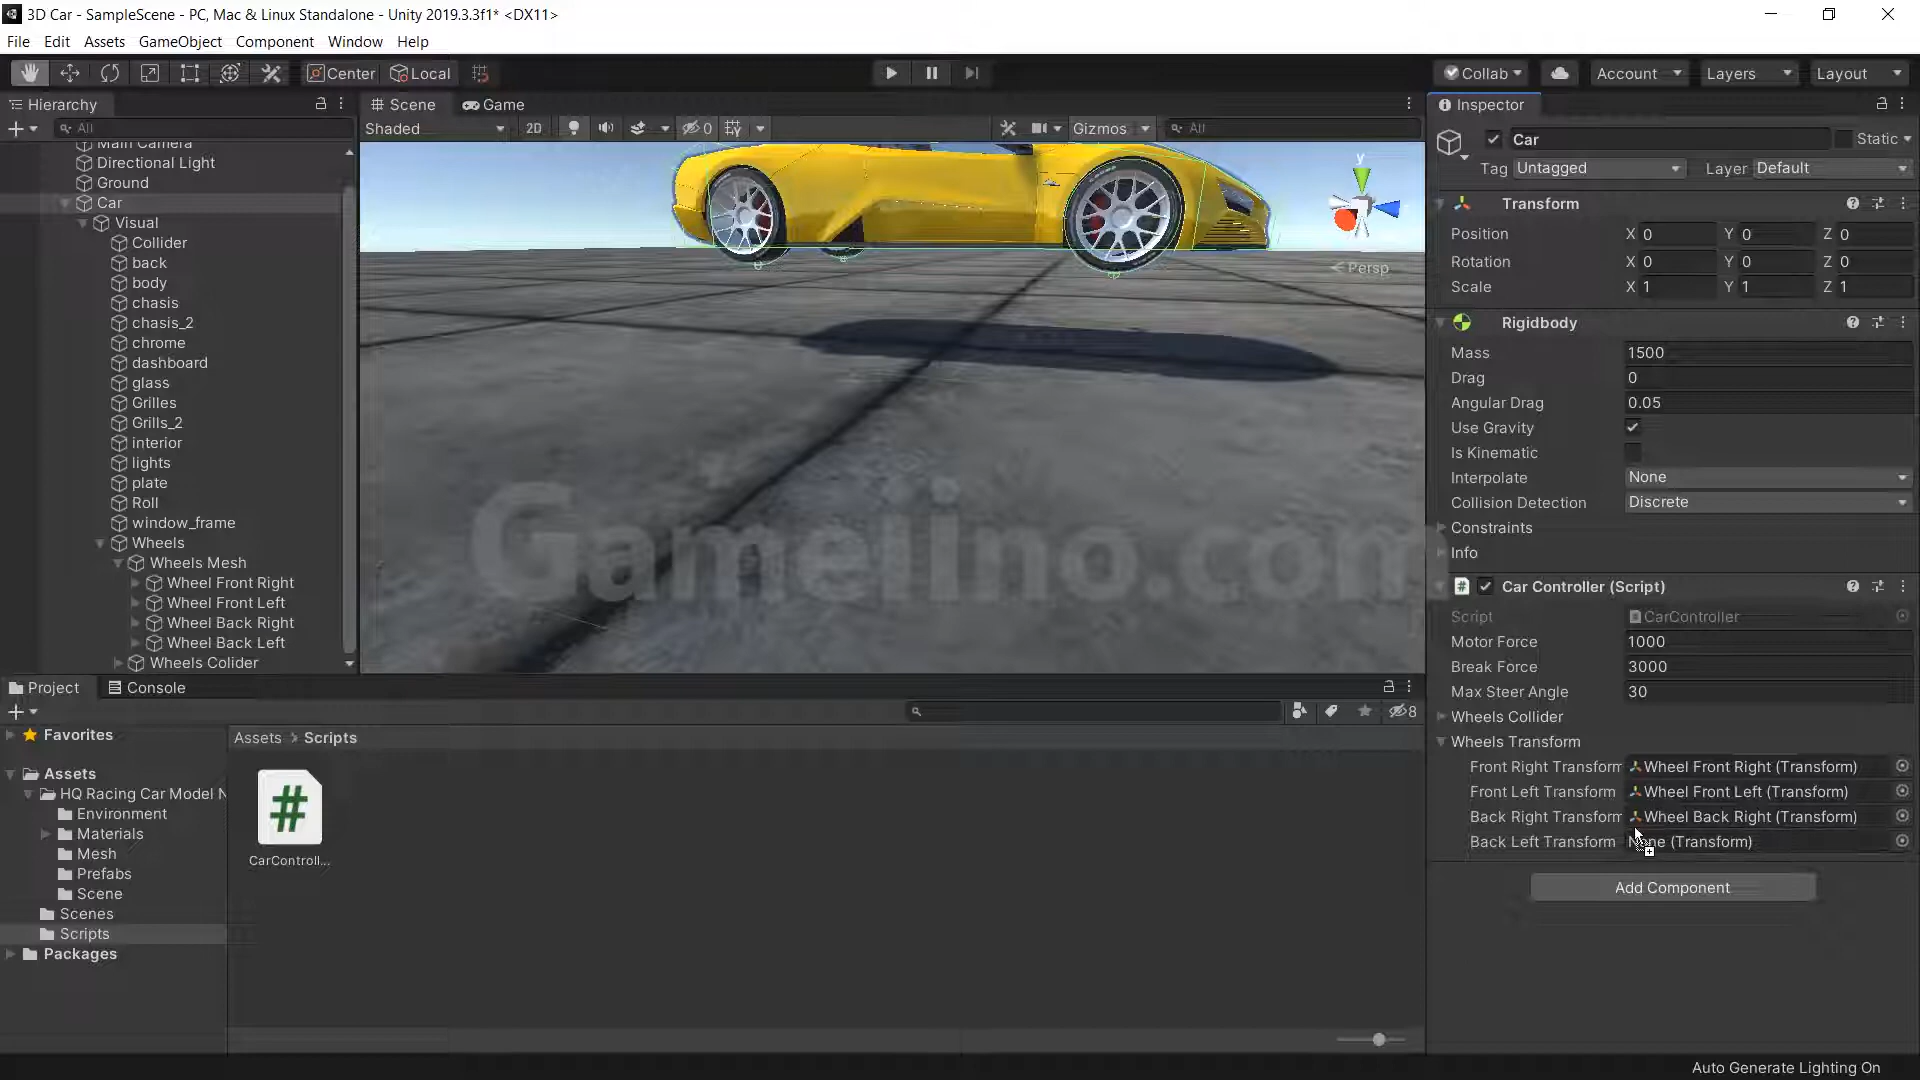 3D Car - SampleScene - PC, Mac & Linux Standalone - Unity 2019.3.3f1* <DX11>
File Edit Assets GameObject Component Window Help
Center Local Collab Account Layers Layout
Hierarchy
All
Main Camera
Directional Light
Ground
Car
Visual
Collider
back
body
chasis
chasis_2
chrome
dashboard
glass
Grilles
Grills_2
interior
lights
plate
Roll
window_frame
Wheels
Wheels Mesh
Wheel Front Right
Wheel Front Left
Wheel Back Right
Wheel Back Left
Wheels Colider
Scene Game
Shaded 2D 0 Gizmos All
y
Persp
Gameiino.com
Inspector
Car Static
Tag Untagged Layer Default
Transform
Position X 0 Y 0 Z 0
Rotation X 0 Y 0 Z 0
Scale X 1 Y 1 Z 1
Rigidbody
Mass 1500
Drag 0
Angular Drag 0.05
Use Gravity
Is Kinematic
Interpolate None
Collision Detection Discrete
Constraints
Info
Car Controller (Script)
Script CarController
Motor Force 1000
Break Force 3000
Max Steer Angle 30
Wheels Collider
Wheels Transform
Front Right Transform Wheel Front Right (Transform)
Front Left Transform Wheel Front Left (Transform)
Back Right Transform Wheel Back Right (Transform)
Back Left Transform None (Transform)
Add Component
Project Console
8
Favorites
Assets
HQ Racing Car Model N
Environment
Materials
Mesh
Prefabs
Scene
Scenes
Scripts
Packages
Assets > Scripts
CarControll...
Auto Generate Lighting On